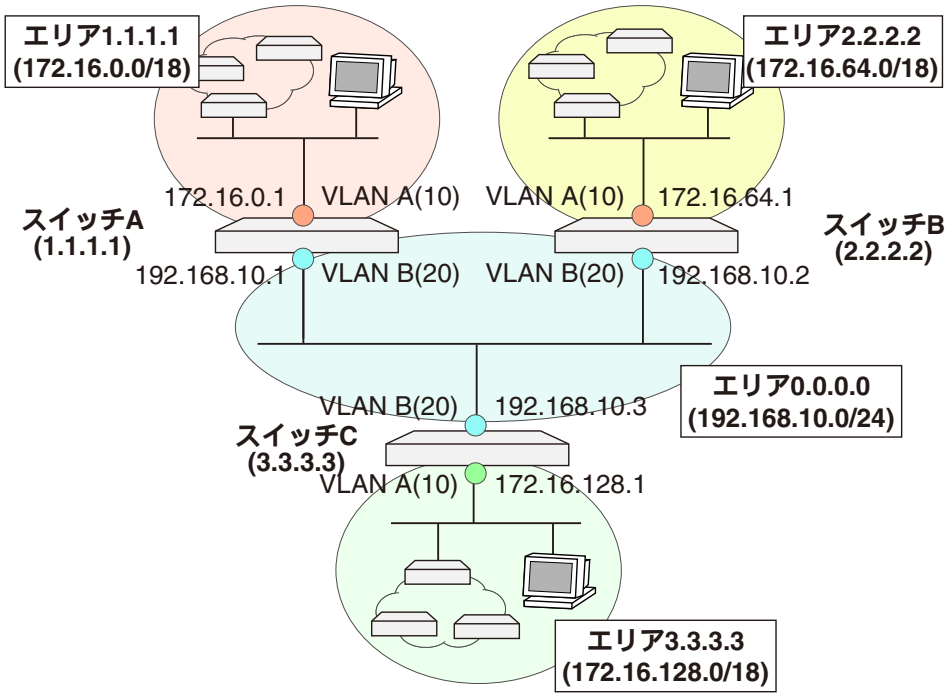 エリア1.1.1.1
(172.16.0.0/18)
エリア2.2.2.2
(172.16.64.0/18)
172.16.0.1 VLAN A(10)
VLAN A(10) 172.16.64.1
スイッチA
(1.1.1.1)
スイッチB
(2.2.2.2)
192.168.10.1 VLAN B(20)
VLAN B(20) 192.168.10.2
エリア0.0.0.0
(192.168.10.0/24)
VLAN B(20) 192.168.10.3
スイッチC
(3.3.3.3)
VLAN A(10) 172.16.128.1
エリア3.3.3.3
(172.16.128.0/18)